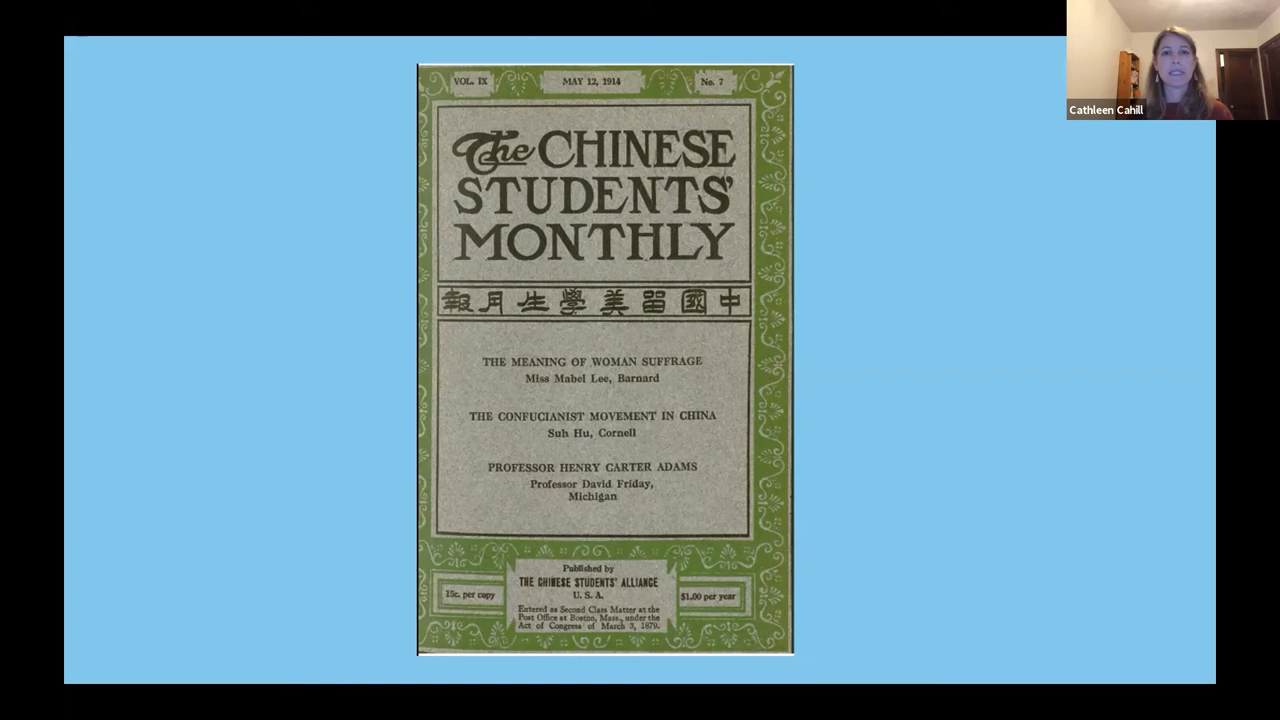 VOL. IX
MAY 12, 1914
No. 7
The CHINESE
STUDENTS'
MONTHLY
報月生學美留國中
THE MEANING OF WOMAN SUFFRAGE
Miss Mabel Lee, Barnard
THE CONFUCIANIST MOVEMENT IN CHINA
Suh Hu, Cornell
PROFESSOR HENRY CARTER ADAMS
Professor David Friday,
Michigan
Published by
THE CHINESE STUDENTS' ALLIANCE
U. S. A.
15c. per copy
$1.00 per year
Entered as Second Class Matter at the
Post Office at Boston, Mass., under the
Act of Congress of March 3, 1879.
Cathleen Cahill